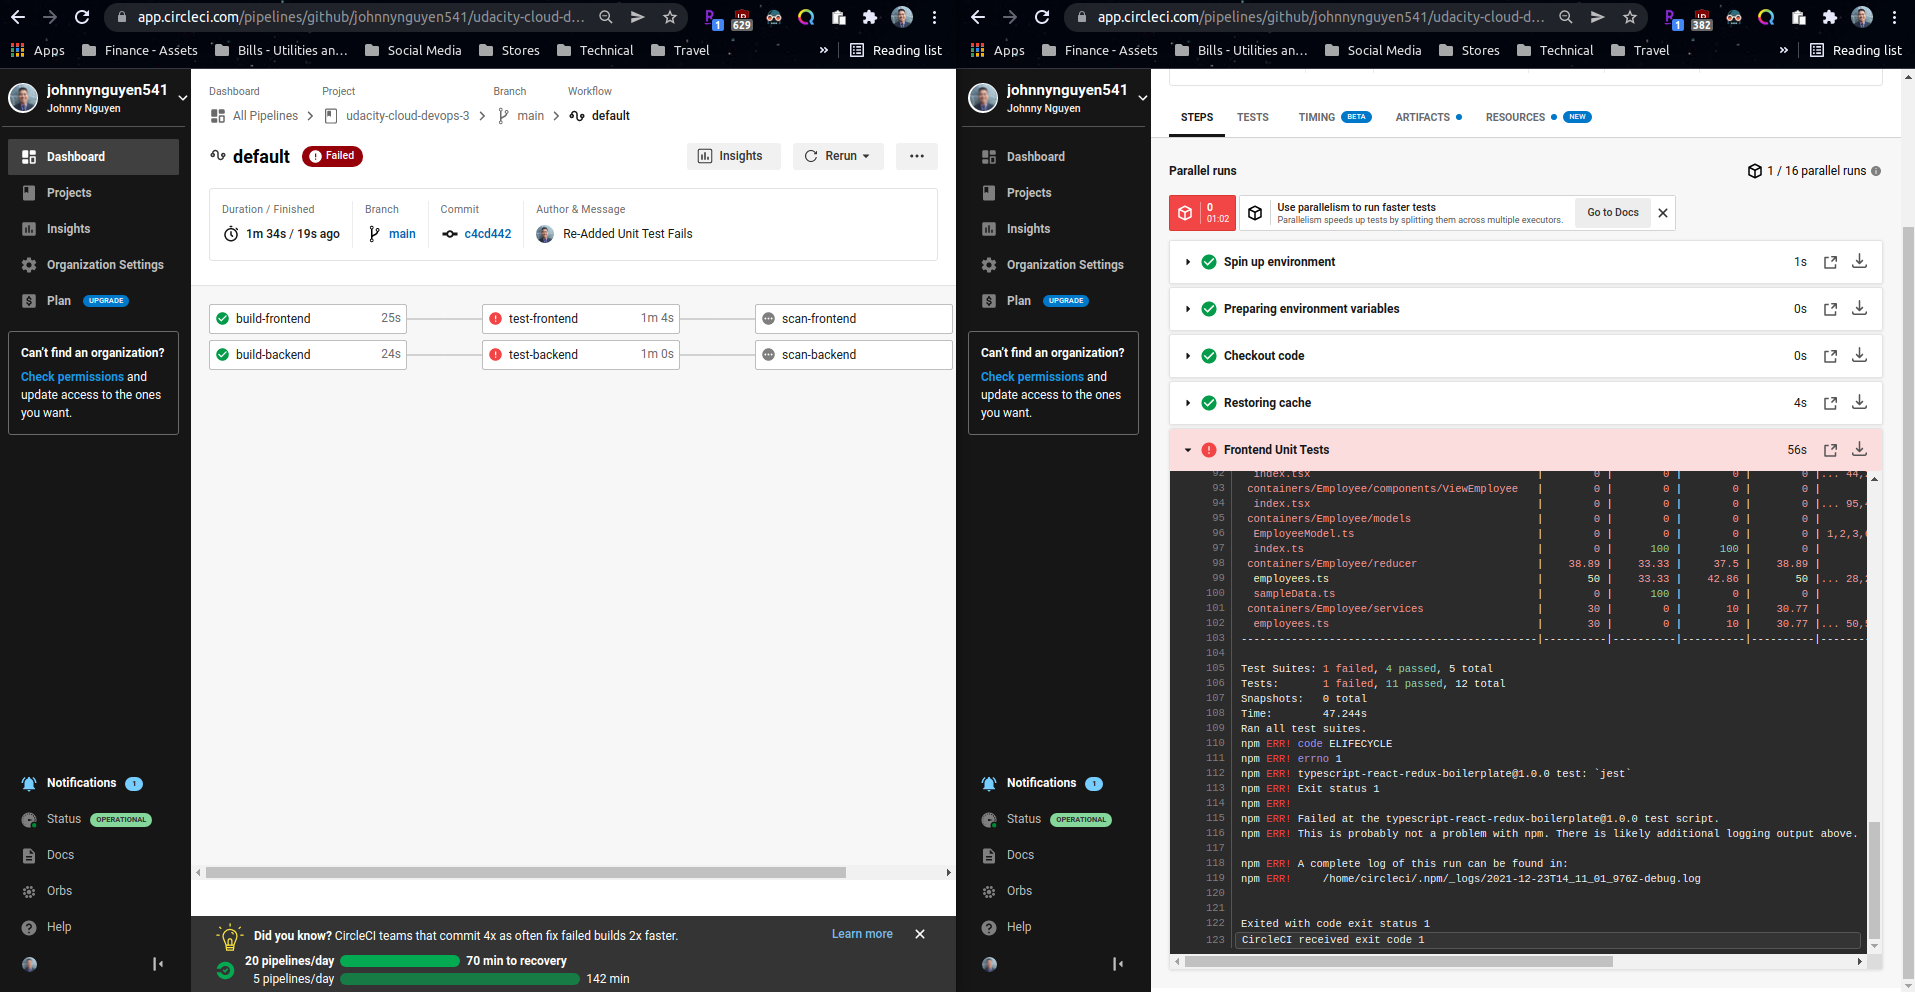 app.circleci.com/pipelines/github/johnnynguyen541/udacity-cloud-d...
1
629
Apps
Finance - Assets
Bills - Utilities an...
Social Media
Stores
Technical
Travel
»
Reading list
johnnynguyen541
Johnny Nguyen
Dashboard
Projects
Insights
Organization Settings
Plan UPGRADE
Can't find an organization?
Check permissions and
update access to the ones
you want.
Notifications 1
Status OPERATIONAL
Docs
Orbs
Help
Dashboard Project Branch Workflow
All Pipelines udacity-cloud-devops-3 main default
default Failed
Insights
Rerun
Duration / Finished Branch Commit Author & Message
1m 34s / 19s ago main c4cd442 Re-Added Unit Test Fails
build-frontend 25s
test-frontend 1m 4s
scan-frontend
build-backend 24s
test-backend 1m 0s
scan-backend
Did you know? CircleCI teams that commit 4x as often fix failed builds 2x faster.
Learn more
20 pipelines/day 70 min to recovery
5 pipelines/day 142 min
app.circleci.com/pipelines/github/johnnynguyen541/udacity-cloud-d...
1
382
Apps
Finance - Assets
Bills - Utilities an...
Social Media
Stores
Technical
Travel
»
Reading list
johnnynguyen541
Johnny Nguyen
Dashboard
Projects
Insights
Organization Settings
Plan UPGRADE
Can't find an organization?
Check permissions and
update access to the ones
you want.
Notifications 1
Status OPERATIONAL
Docs
Orbs
Help
STEPS TESTS TIMING BETA ARTIFACTS RESOURCES NEW
Parallel runs
1 / 16 parallel runs
0
01:02
Use parallelism to run faster tests
Parallelism speeds up tests by splitting them across multiple executors.
Go to Docs
Spin up environment 1s
Preparing environment variables 0s
Checkout code 0s
Restoring cache 4s
Frontend Unit Tests 56s
92 index.tsx | 0 | 0 | 0 | 0 |... 44,
93 containers/Employee/components/ViewEmployee | 0 | 0 | 0 | 0 |
94 index.tsx | 0 | 0 | 0 | 0 |... 95,
95 containers/Employee/models | 0 | 0 | 0 | 0 |
96 EmployeeModel.ts | 0 | 0 | 0 | 0 | 1,2,3,
97 index.ts | 0 | 100 | 100 | 0 |
98 containers/Employee/reducer | 38.89 | 33.33 | 37.5 | 38.89 |
99 employees.ts | 50 | 33.33 | 42.86 | 50 |... 28,
100 sampleData.ts | 0 | 100 | 0 | 0 |
101 containers/Employee/services | 30 | 0 | 10 | 30.77 |
102 employees.ts | 30 | 0 | 10 | 30.77 |... 50,
103 -----------------------------------------------|----------|----------|----------|----------|-------
104
105 Test Suites: 1 failed, 4 passed, 5 total
106 Tests: 1 failed, 11 passed, 12 total
107 Snapshots: 0 total
108 Time: 47.244s
109 Ran all test suites.
110 npm ERR! code ELIFECYCLE
111 npm ERR! errno 1
112 npm ERR! typescript-react-redux-boilerplate@1.0.0 test: `jest`
113 npm ERR! Exit status 1
114 npm ERR!
115 npm ERR! Failed at the typescript-react-redux-boilerplate@1.0.0 test script.
116 npm ERR! This is probably not a problem with npm. There is likely additional logging output above.
117
118 npm ERR! A complete log of this run can be found in:
119 npm ERR! /home/circleci/.npm/_logs/2021-12-23T14_11_01_976Z-debug.log
120
121
122 Exited with code exit status 1
123 CircleCI received exit code 1